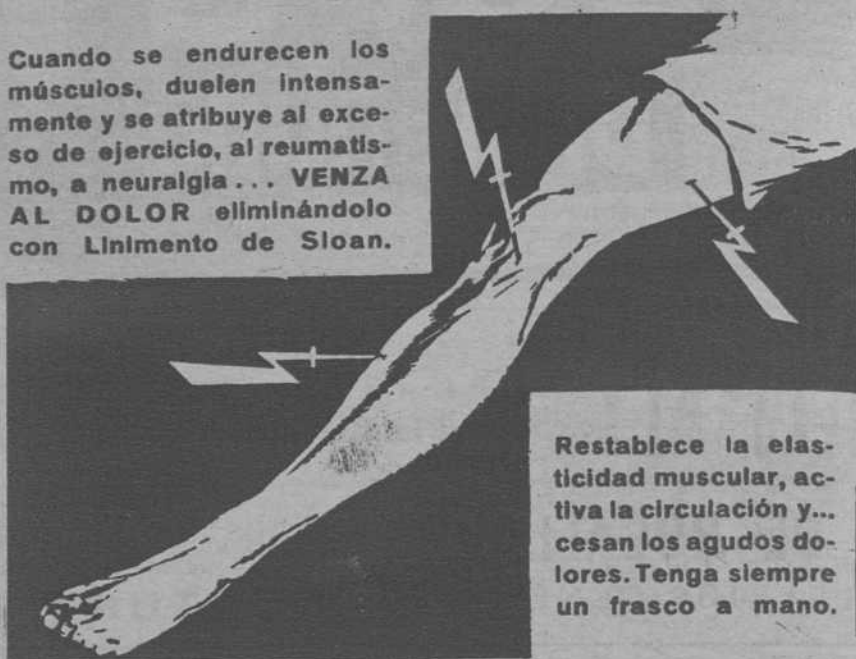 Cuando se endurecen los
músculos, duelen intensa-
mente y se atribuye al exce-
so de ejercicio, al reumatis-
mo, a neuralgia... VENZA
AL DOLOR eliminándolo
con Linimento de Sloan.
Restablece la elas-
ticidad muscular, ac-
tiva la circulación y...
cesan los agudos do-
lores. Tenga siempre
un frasco a mano.